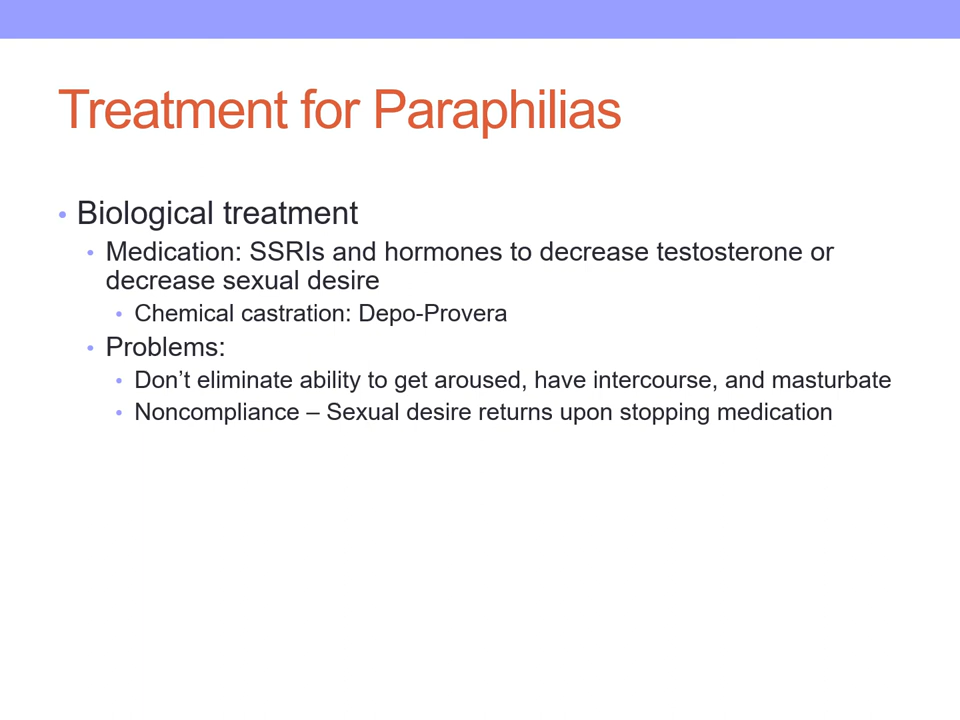 Treatment for Paraphilias
• Biological treatment
• Medication: SSRIs and hormones to decrease testosterone or
decrease sexual desire
• Chemical castration: Depo-Provera
• Problems:
• Don’t eliminate ability to get aroused, have intercourse, and masturbate
• Noncompliance – Sexual desire returns upon stopping medication